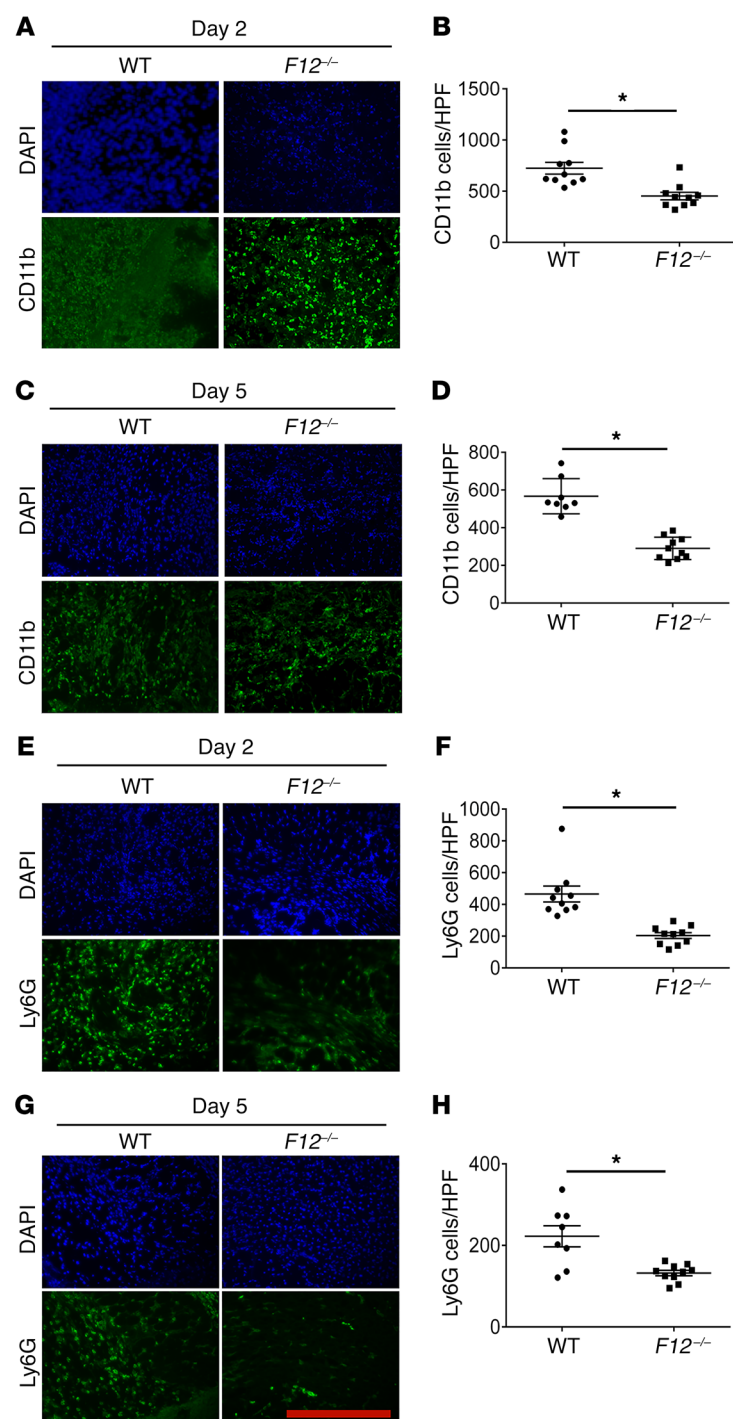 A
Day 2
WT F12–/–
DAPI
CD11b
B
CD11b cells/HPF
1500
1000
500
0
*
WT F12–/–
C
Day 5
WT F12–/–
DAPI
CD11b
D
CD11b cells/HPF
800
600
400
200
0
*
WT F12–/–
E
Day 2
WT F12–/–
DAPI
Ly6G
F
Ly6G cells/HPF
1000
800
600
400
200
0
*
WT F12–/–
G
Day 5
WT F12–/–
DAPI
Ly6G
H
Ly6G cells/HPF
400
200
0
*
WT F12–/–